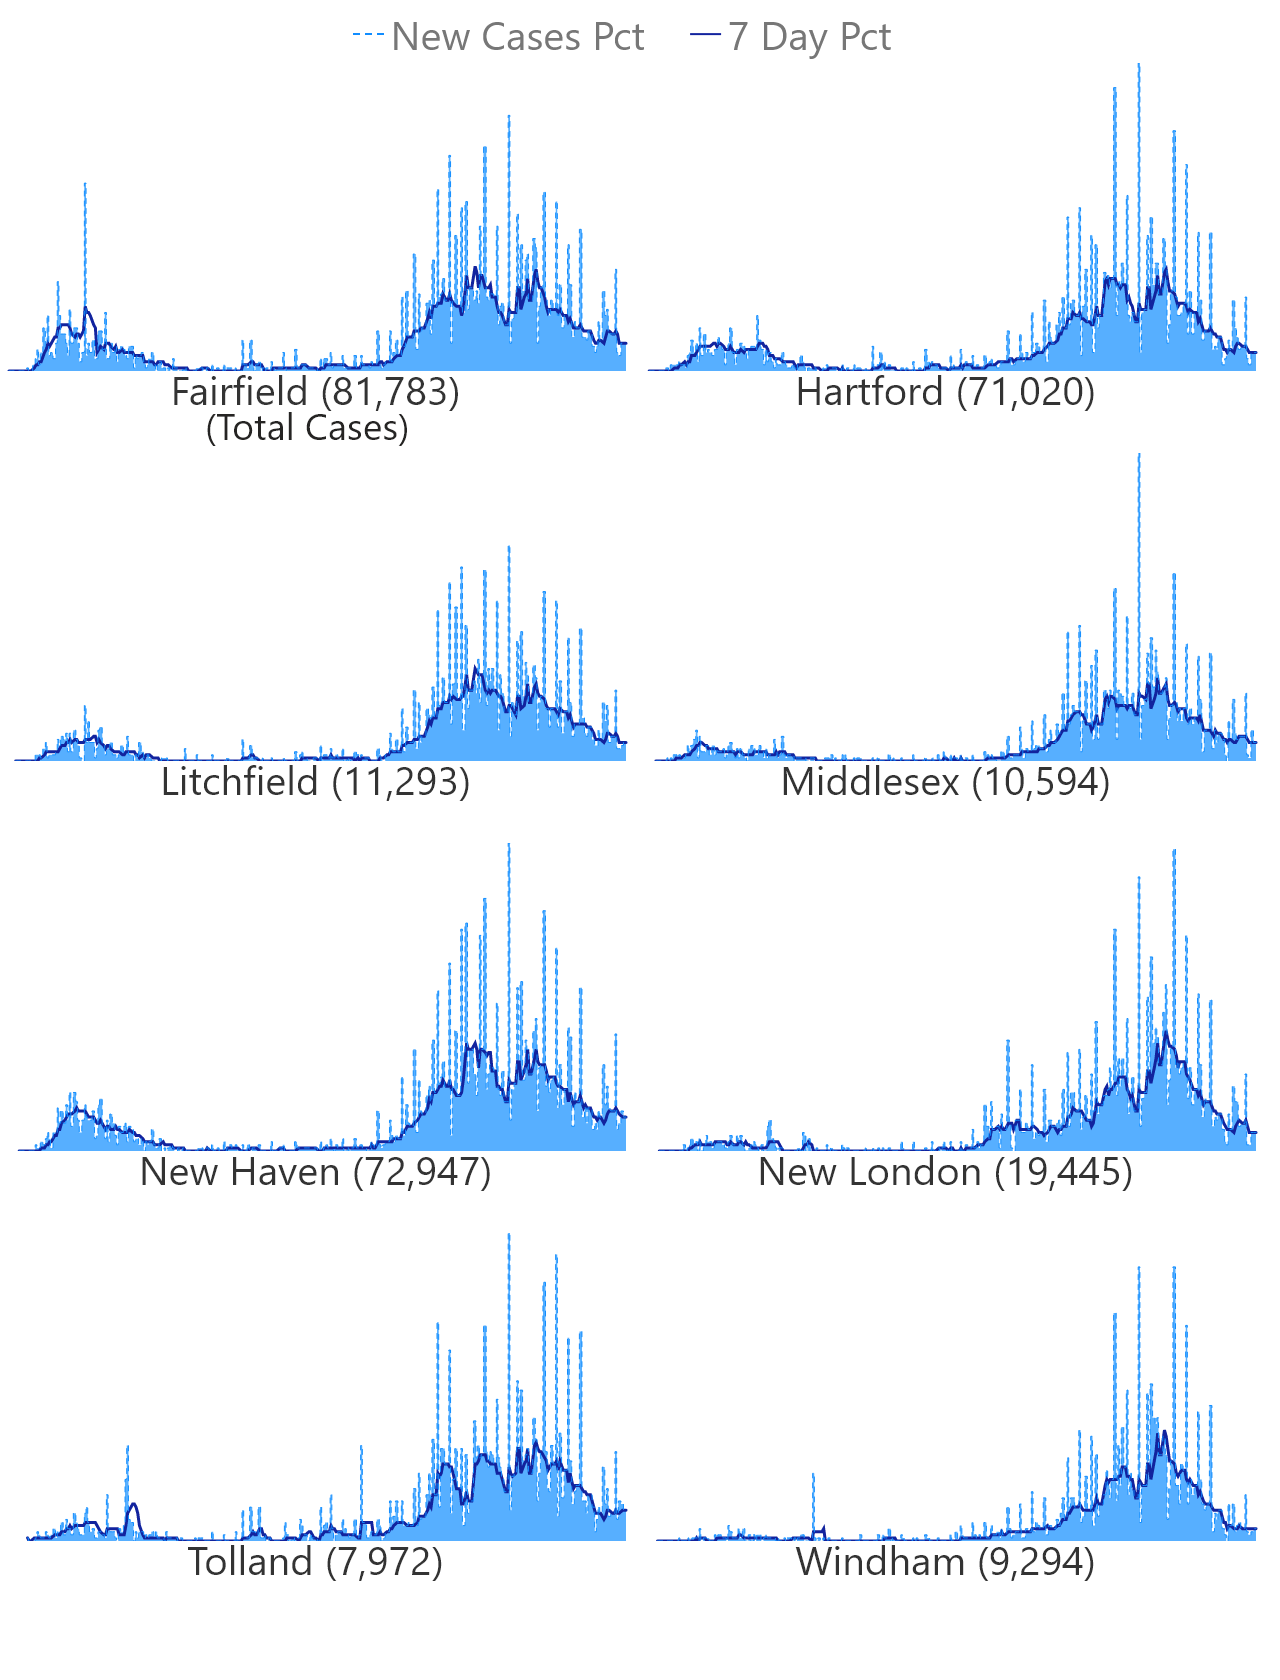 New Cases Pct 7 Day Pct
Fairfield (81,783) Hartford (71,020)
(Total Cases)
Litchfield (11,293) Middlesex (10,594)
New Haven (72,947) New London (19,445)
Tolland (7,972) Windham (9,294)